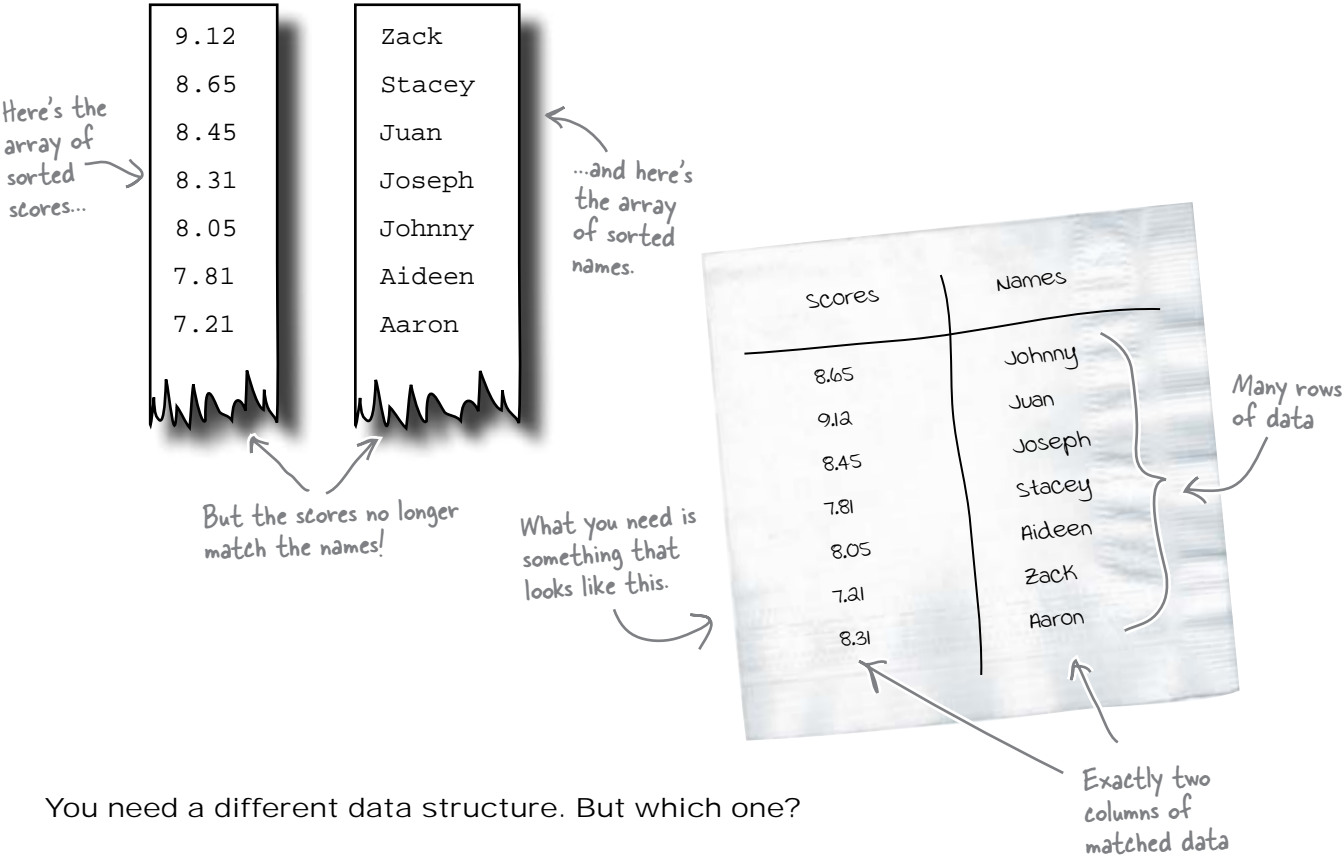 9.12
8.65
8.45
8.31
8.05
7.81
7.21
Zack
Stacey
Juan
Joseph
Johnny
Aideen
Aaron
Here's the
array of
sorted
scores...
...and here's
the array
of sorted
names.
But the scores no longer
match the names!
What you need is
something that
looks like this.
Scores Names
8.65 Johnny
9.12 Juan
8.45 Joseph
7.81 Stacey
8.05 Aideen
7.21 Zack
8.31 Aaron
Many rows
of data
Exactly two
columns of
matched data
You need a different data structure. But which one?